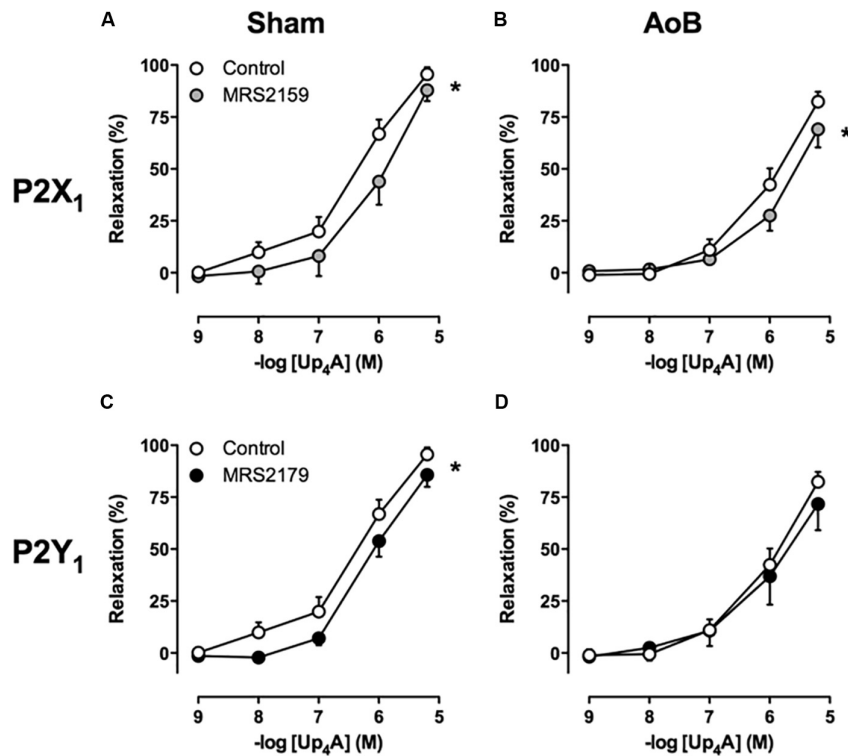 A Sham B AoB
P2X₁
Relaxation (%)
100
75
50
25
0
Control
MRS2159
*
9 8 7 6 5
-log [Up₄A] (M)
Relaxation (%)
100
75
50
25
0
*
9 8 7 6 5
-log [Up₄A] (M)
C D
P2Y₁
Relaxation (%)
100
75
50
25
0
Control
MRS2179
*
9 8 7 6 5
-log [Up₄A] (M)
Relaxation (%)
100
75
50
25
0
9 8 7 6 5
-log [Up₄A] (M)